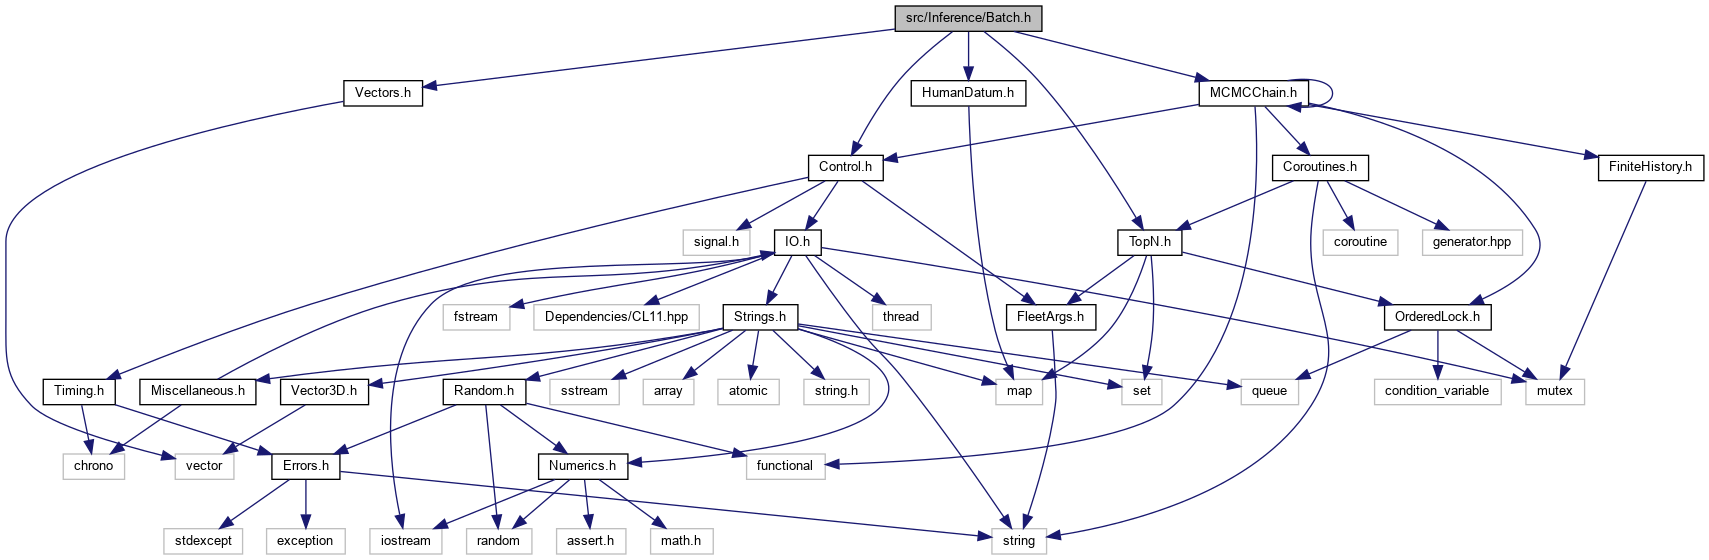 src/Inference/Batch.h
Vectors.h
HumanDatum.h
MCMCChain.h
Control.h
Coroutines.h
FiniteHistory.h
signal.h
IO.h
TopN.h
coroutine
generator.hpp
fstream
Dependencies/CL11.hpp
Strings.h
thread
FleetArgs.h
OrderedLock.h
Timing.h
Miscellaneous.h
Vector3D.h
Random.h
sstream
array
atomic
string.h
map
set
queue
condition_variable
mutex
chrono
vector
Errors.h
Numerics.h
functional
stdexcept
exception
iostream
random
assert.h
math.h
string